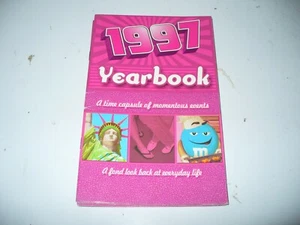 1997
Yearbook
A time capsule of momentous events
m
A fond look back at everyday life